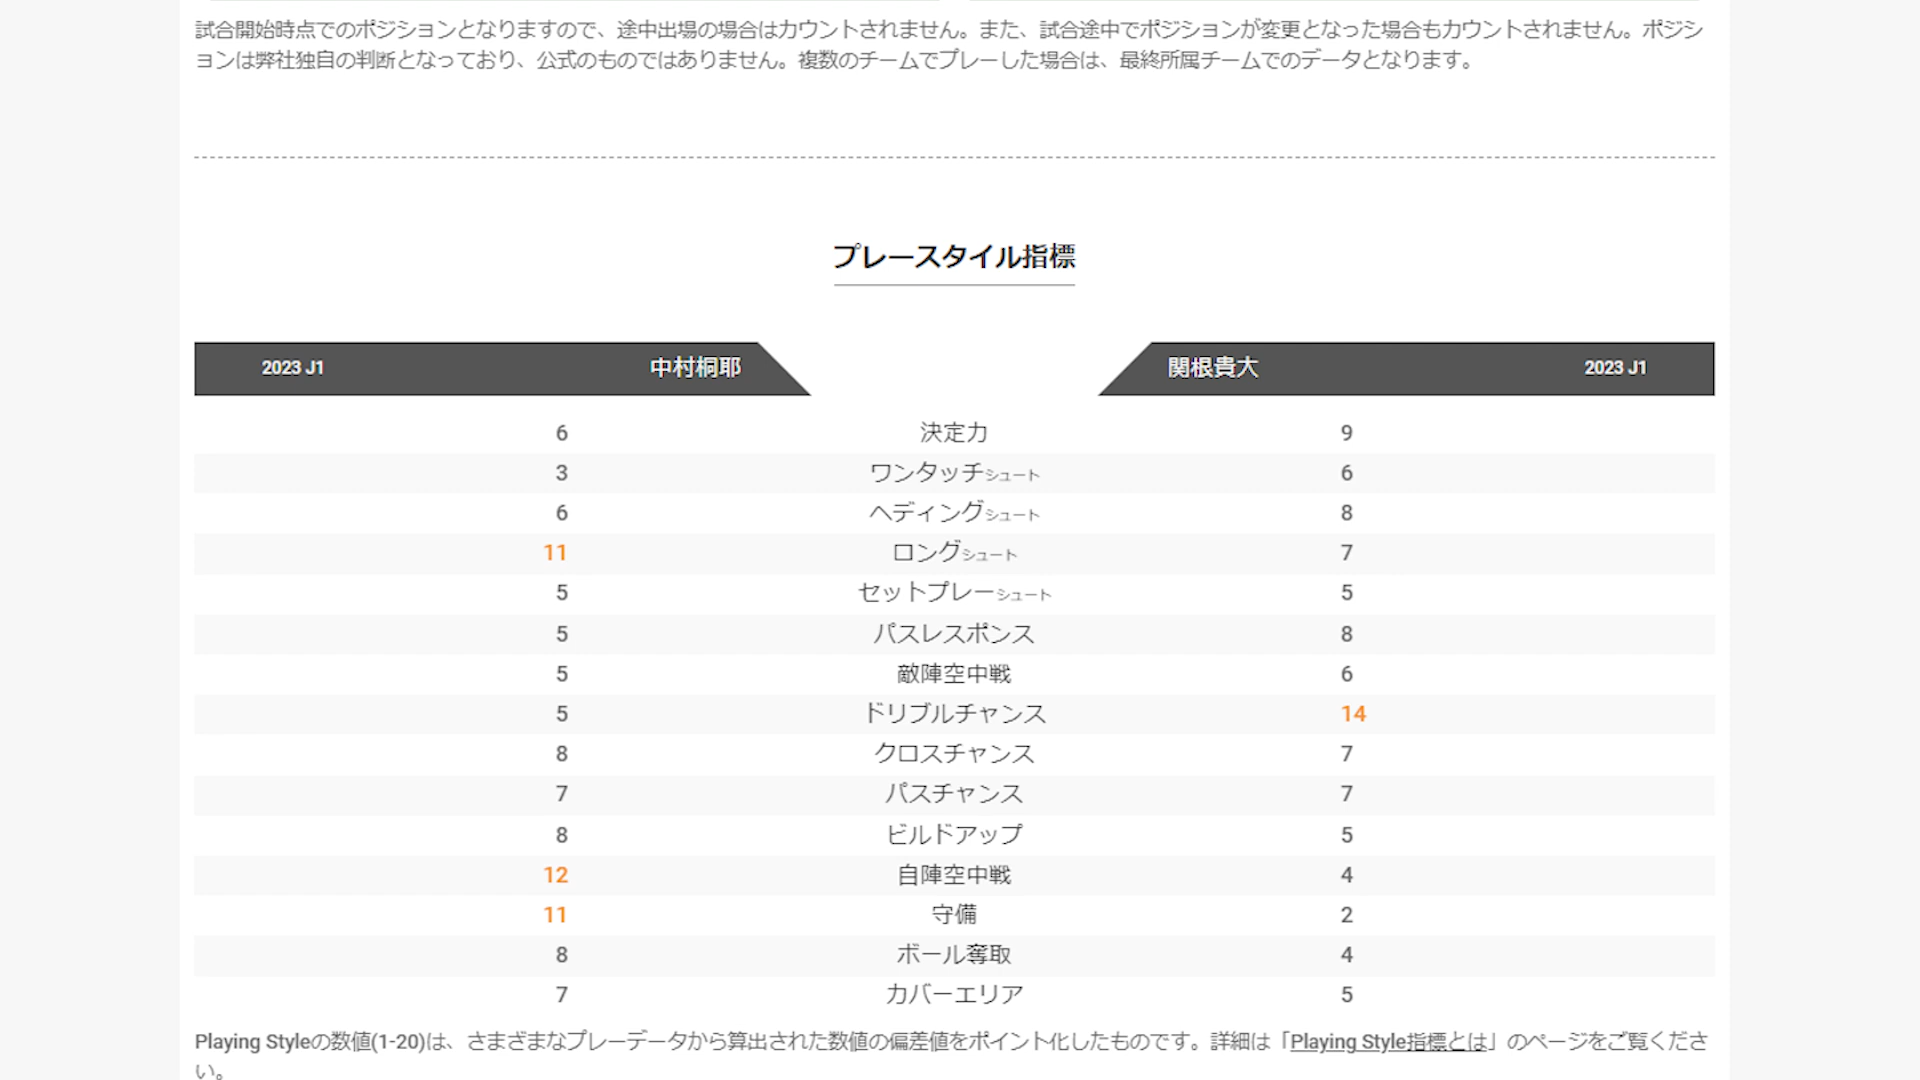 試合開始時点でのポジションとなりますので、途中出場の場合はカウントされません。また、試合途中でポジションが変更となった場合もカウントされません。ポジシ
ョンは弊社独自の判断となっており、公式のものではありません。複数のチームでプレーした場合は、最終所属チームでのデータとなります。
プレースタイル指標
2023 J1 中村桐耶 関根貴大 2023 J1
6 決定力 9
3 ワンタッチシュート 6
6 ヘディングシュート 8
11 ロングシュート 7
5 セットプレーシュート 5
5 パスレスポンス 8
5 敵陣空中戦 6
5 ドリブルチャンス 14
8 クロスチャンス 7
7 パスチャンス 7
8 ビルドアップ 5
12 自陣空中戦 4
11 守備 2
8 ボール奪取 4
7 カバーエリア 5
Playing Styleの数値(1-20)は、さまざまなプレーデータから算出された数値の偏差値をポイント化したものです。詳細は「Playing Style指標とは」のページをご覧くださ
い。